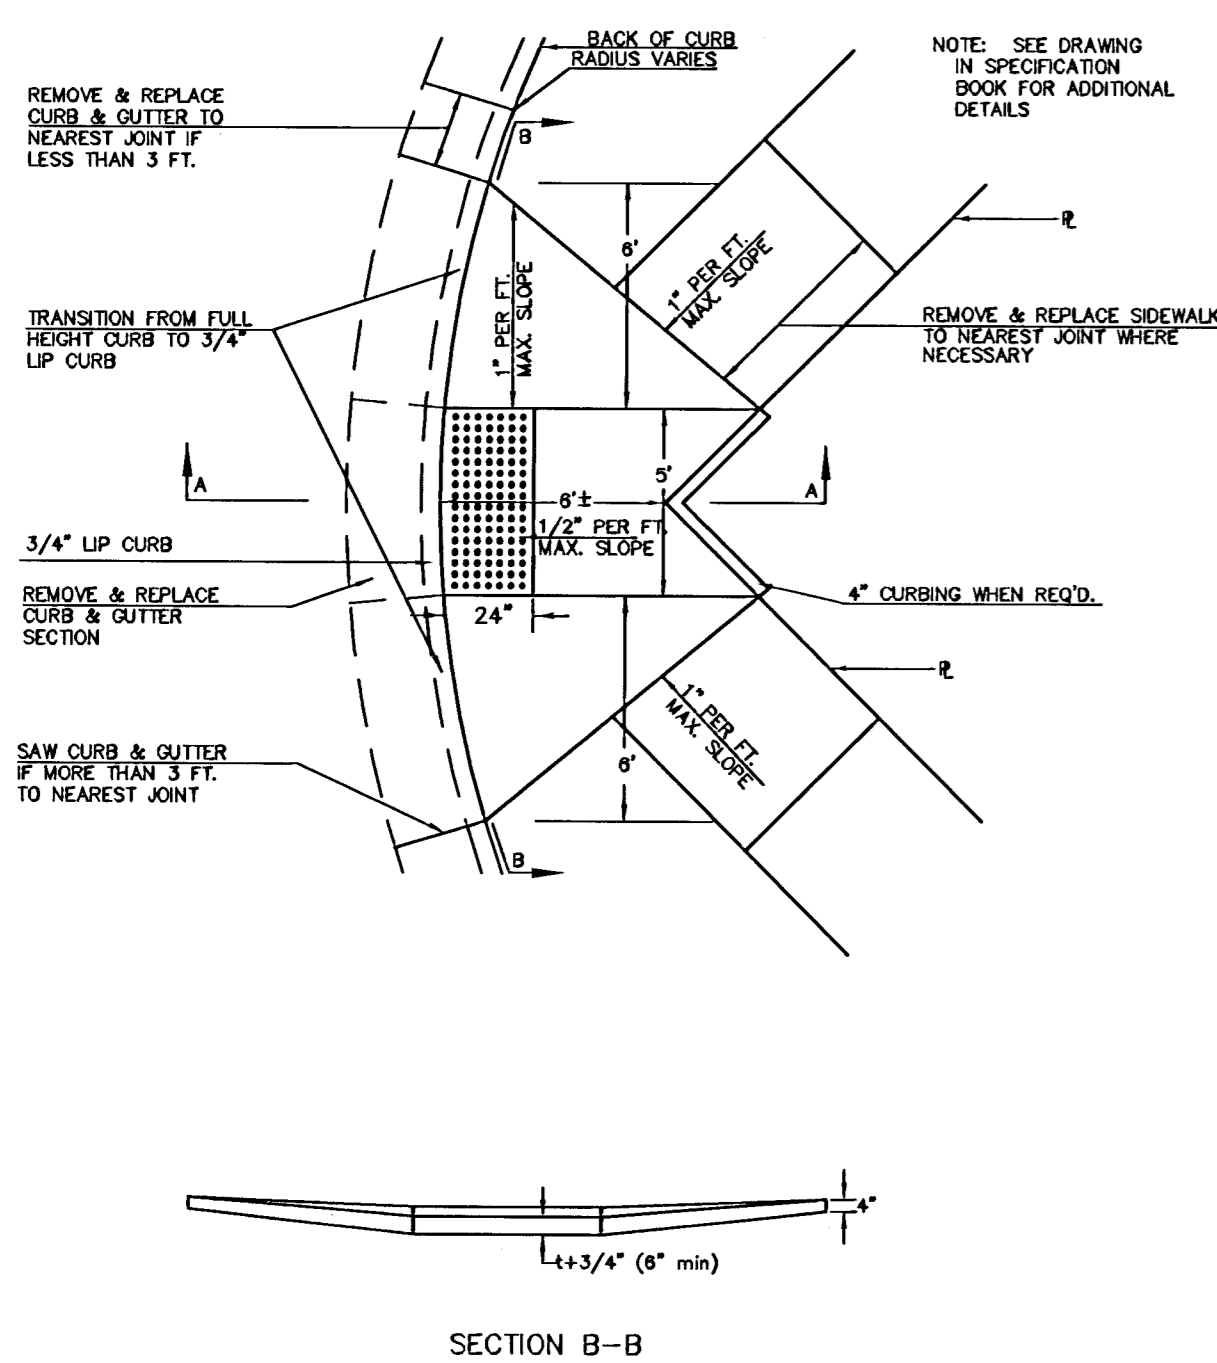 BACK OF CURB
RADIUS VARIES
NOTE: SEE DRAWING
IN SPECIFICATION
BOOK FOR ADDITIONAL
DETAILS
REMOVE & REPLACE
CURB & GUTTER TO
NEAREST JOINT IF
LESS THAN 3 FT.
B
6'
1" PER FT.
MAX. SLOPE
1" PER FT.
MAX. SLOPE
PL
TRANSITION FROM FULL
HEIGHT CURB TO 3/4"
LIP CURB
REMOVE & REPLACE SIDEWALK
TO NEAREST JOINT WHERE
NECESSARY
A
5'
6'±
A
1/2" PER FT.
MAX. SLOPE
3/4" LIP CURB
REMOVE & REPLACE
CURB & GUTTER
SECTION
24"
4" CURBING WHEN REQ'D.
PL
1" PER FT.
MAX. SLOPE
SAW CURB & GUTTER
IF MORE THAN 3 FT.
TO NEAREST JOINT
6'
B
4"
t+3/4" (6" min)
SECTION B-B